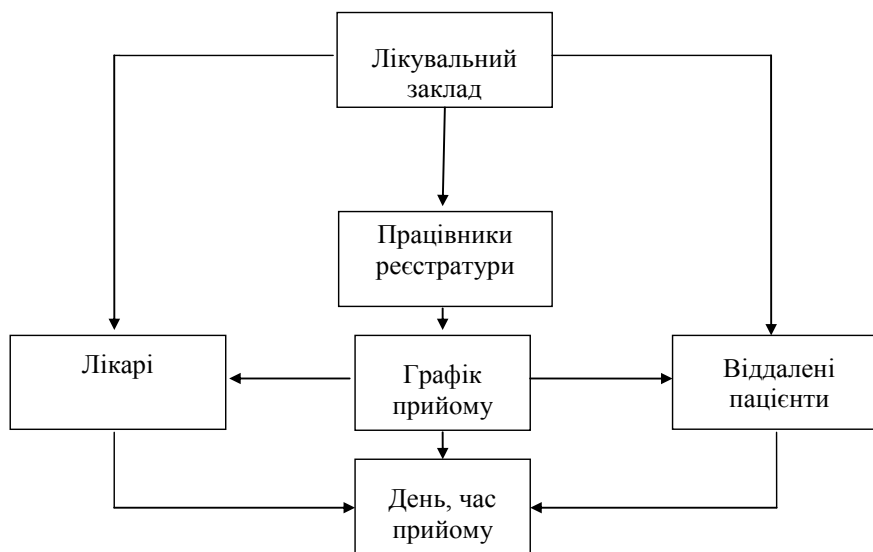 Лікувальний
заклад
Працівники
реєстратури
Лікарі
Графік
прийому
Віддалені
пацієнти
День, час
прийому